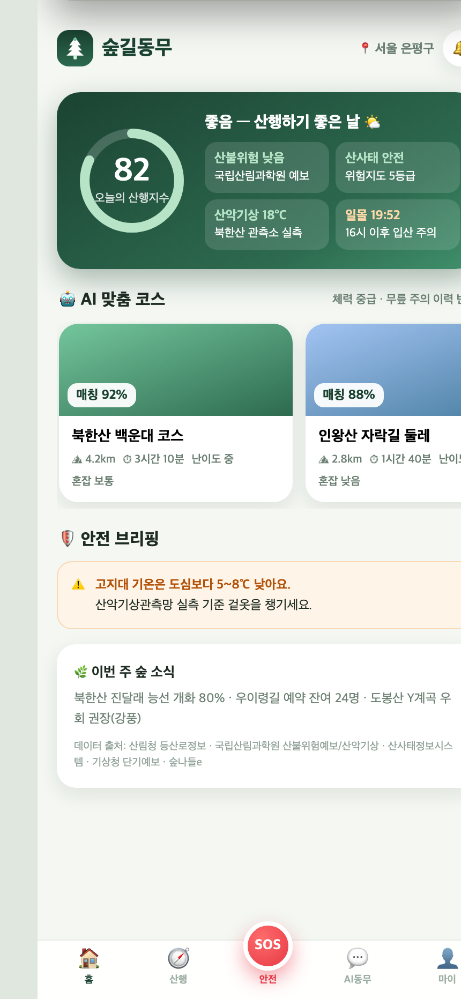 숲길동무
서울 은평구
좋음 — 산행하기 좋은 날
82
오늘의 산행지수
산불위험 낮음
국립산림과학원 예보
산사태 안전
위험지도 5등급
산악기상 18°C
북한산 관측소 실측
일몰 19:52
16시 이후 입산 주의
AI 맞춤 코스
체력 중급 · 무릎 주의 이력
매칭 92%
북한산 백운대 코스
4.2km 3시간 10분 난이도 중
혼잡 보통
매칭 88%
인왕산 자락길 둘레
2.8km 1시간 40분
혼잡 낮음
안전 브리핑
고지대 기온은 도심보다 5~8℃ 낮아요.
산악기상관측망 실측 기준 겉옷을 챙기세요.
이번 주 숲 소식
북한산 진달래 능선 개화 80% · 우이령길 예약 잔여 24명 · 도봉산 Y계곡 우
회 권장(강풍)
데이터 출처: 산림청 등산로정보 · 국립산림과학원 산불위험예보/산악기상 · 산사태정보시스
템 · 기상청 단기예보 · 숲나들e
SOS
홈
산행
안전
AI동무
마이